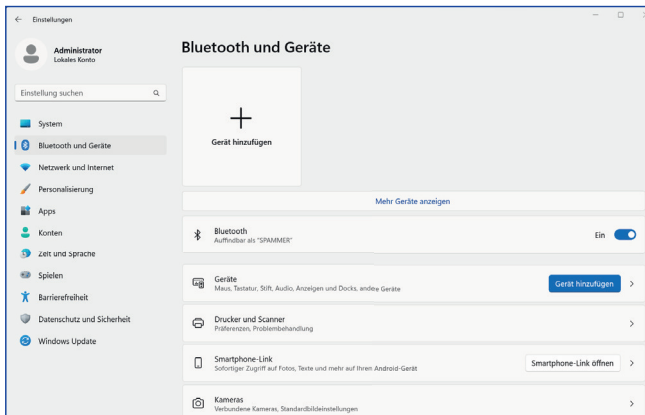 Einstellungen
Administrator
Lokales Konto
Einstellung suchen
System
Bluetooth und Geräte
Netzwerk und Internet
Personalisierung
Apps
Konten
Zeit und Sprache
Spielen
Barrierefreiheit
Datenschutz und Sicherheit
Windows Update
Bluetooth und Geräte
Gerät hinzufügen
Mehr Geräte anzeigen
Bluetooth
Auffindbar als "SPAMMER"
Ein
Geräte
Maus, Tastatur, Stift, Audio, Anzeigen und Docks, andere Geräte
Gerät hinzufügen
Drucker und Scanner
Präferenzen, Problembehandlung
Smartphone-Link
Sofortiger Zugriff auf Fotos, Texte und mehr auf Ihren Android-Gerät
Smartphone-Link öffnen
Kameras
Verbundene Kameras, Standardbildeinstellungen